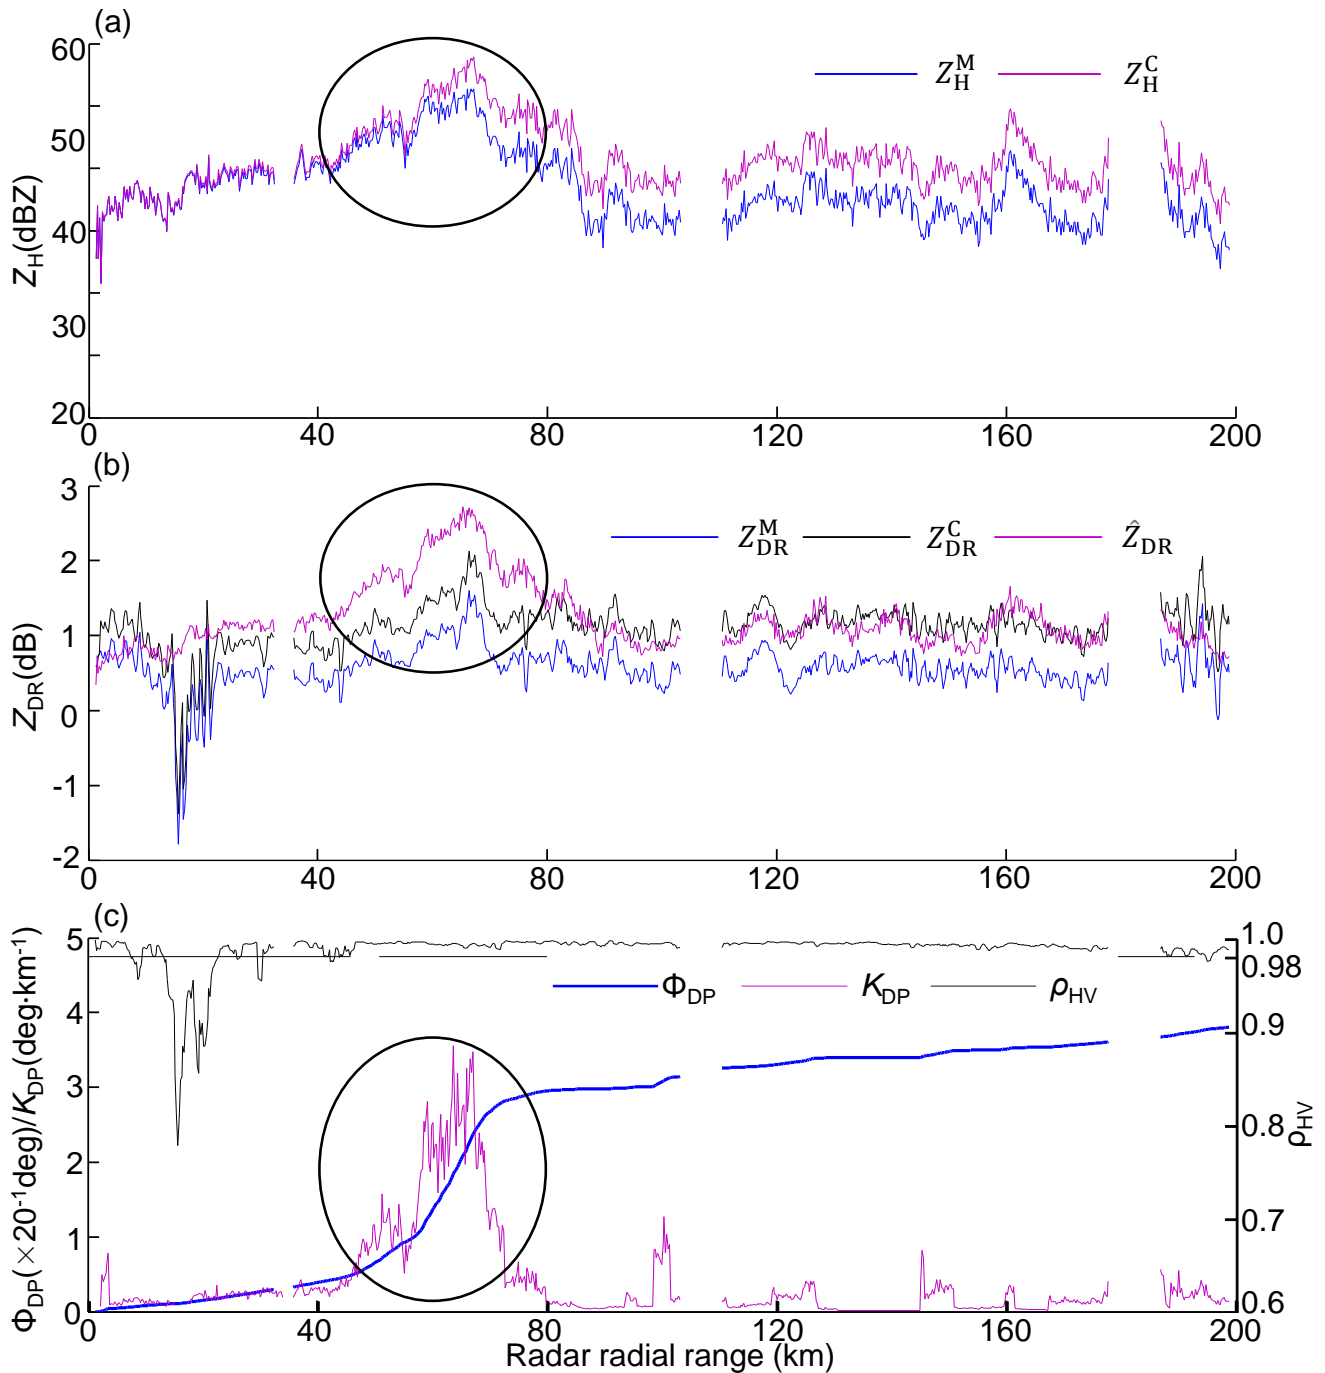 (a)
60
50
40
30
20
Z_H(dBZ)
Z_H^M
Z_H^C
0 40 80 120 160 200
(b)
3
2
1
0
-1
-2
Z_DR(dB)
Z_DR^M
Z_DR^C
Ẑ_DR
0 40 80 120 160 200
(c)
5
4
3
2
1
0
Φ_DP(×20⁻¹deg)/K_DP(deg·km⁻¹)
Φ_DP
K_DP
ρ_HV
1.0
0.98
0.9
0.8
0.7
0.6
ρ_HV
0 40 80 120 160 200
Radar radial range (km)